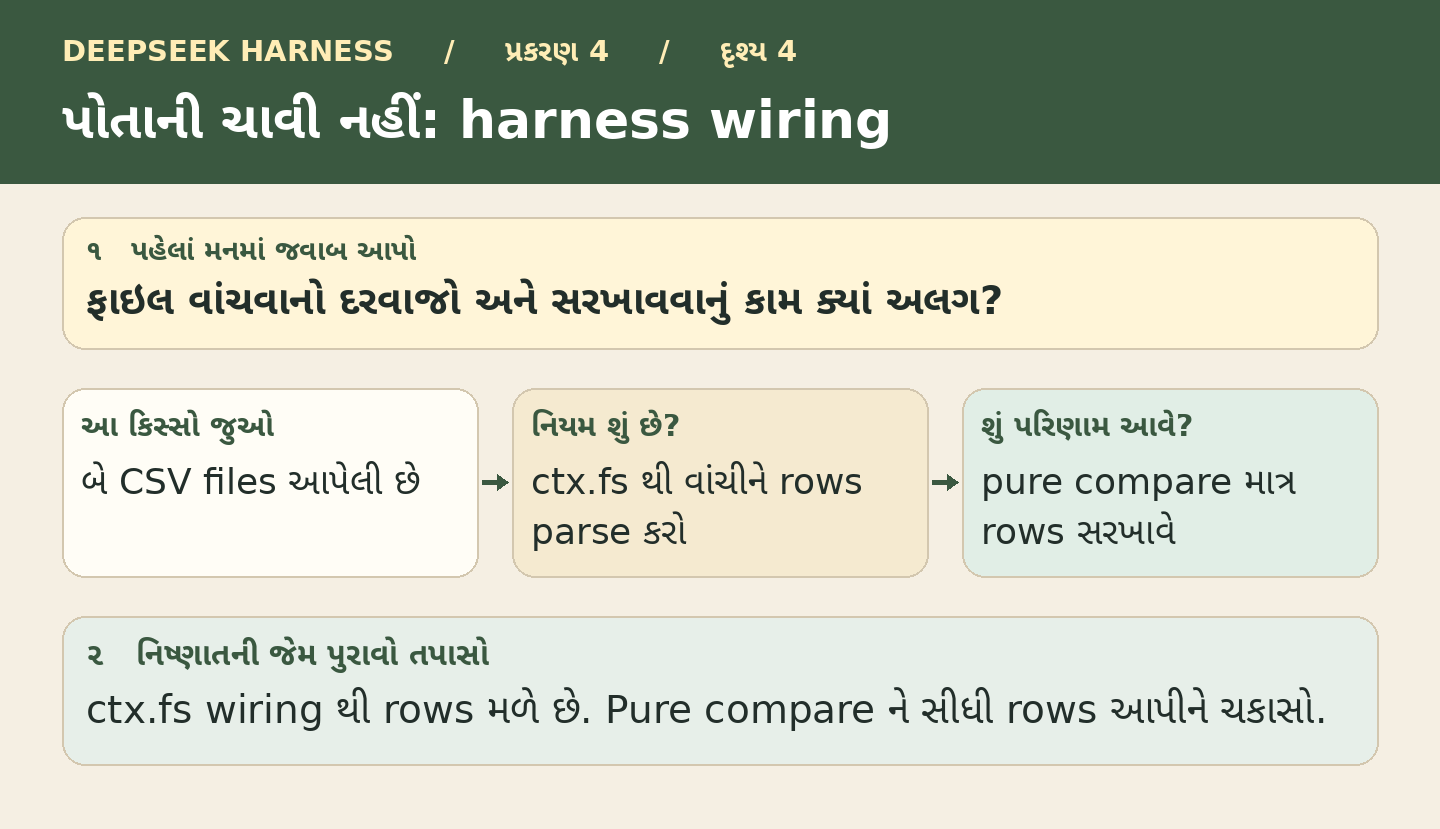 DEEPSEEK HARNESS / પ્રકરણ 4 / દૃશ્ય 4
પોતાની ચાવી નહીં: harness wiring
૧ પહેલાં મનમાં જવાબ આપો
ફાઇલ વાંચવાનો દરવાજો અને સરખાવવાનું કામ ક્યાં અલગ?
આ કિસ્સો જુઓ
બે CSV files આપેલી છે
નિયમ શું છે?
ctx.fs થી વાંચીને rows
parse કરો
શું પરિણામ આવે?
pure compare માત્ર
rows સરખાવે
૨ નિષ્ણાતની જેમ પુરાવો તપાસો
ctx.fs wiring થી rows મળે છે. Pure compare ને સીધી rows આપીને ચકાસો.